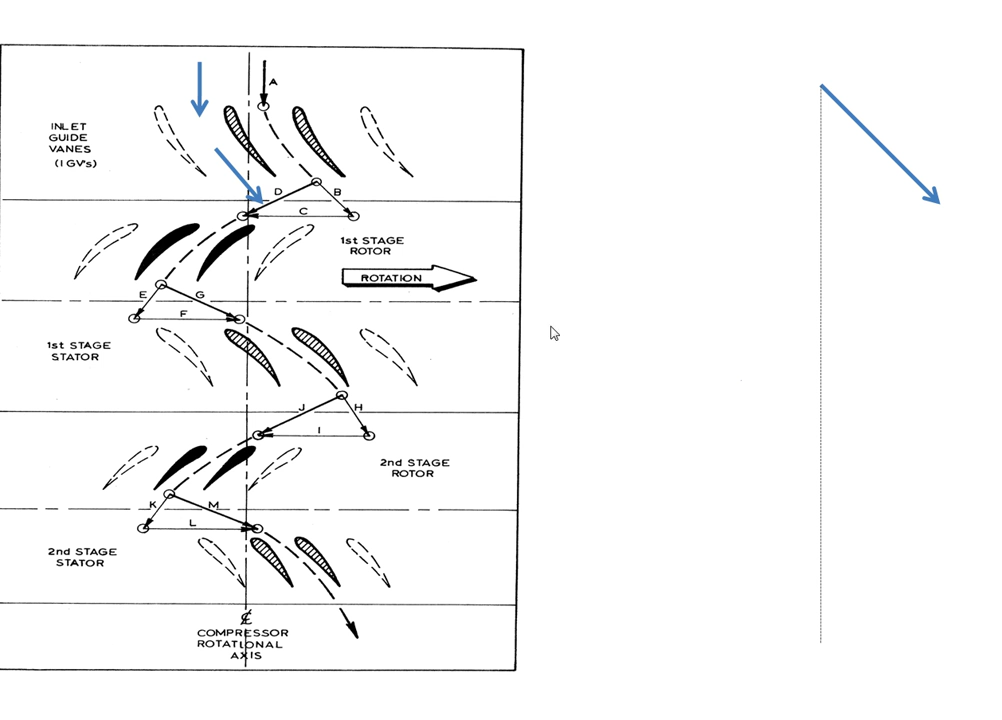 A
INLET
GUIDE
VANES
(IGV's)
D
B
C
1st STAGE
ROTOR
ROTATION
E
G
F
1st STAGE
STATOR
J
H
I
2nd STAGE
ROTOR
K
M
L
2nd STAGE
STATOR
℄
COMPRESSOR
ROTATIONAL
AXIS